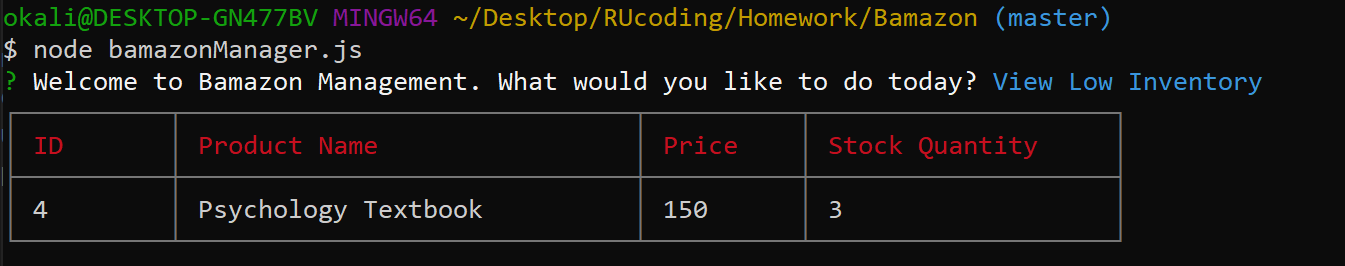 okali@DESKTOP-GN477BV MINGW64 ~/Desktop/RUcoding/Homework/Bamazon (master)
$ node bamazonManager.js
? Welcome to Bamazon Management. What would you like to do today? View Low Inventory
ID Product Name Price Stock Quantity
4 Psychology Textbook 150 3